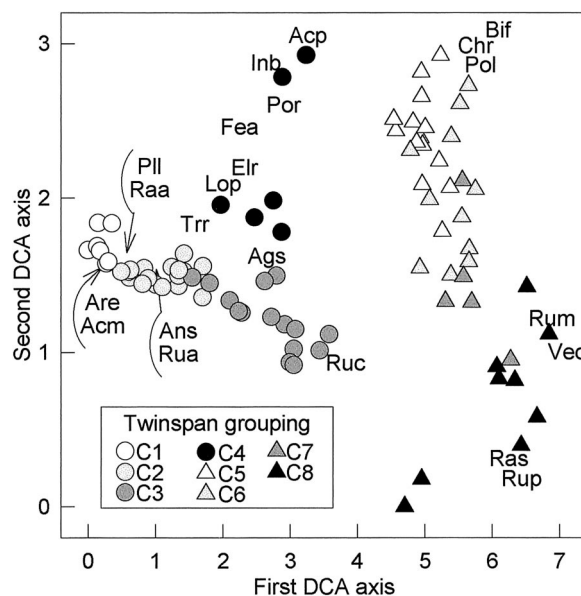 3
Acp
Bif
Chr
Inb
Pol
Por
Fea
Pll
Raa
Elr
Lop
2
Trr
Ags
Second DCA axis
Are
Acm
Ans
Rua
Rum
1
Ruc
Ved
Twinspan grouping
C1 C4 C7
C2 C5 C8
C3 C6
Ras
Rup
0
0 1 2 3 4 5 6 7
First DCA axis